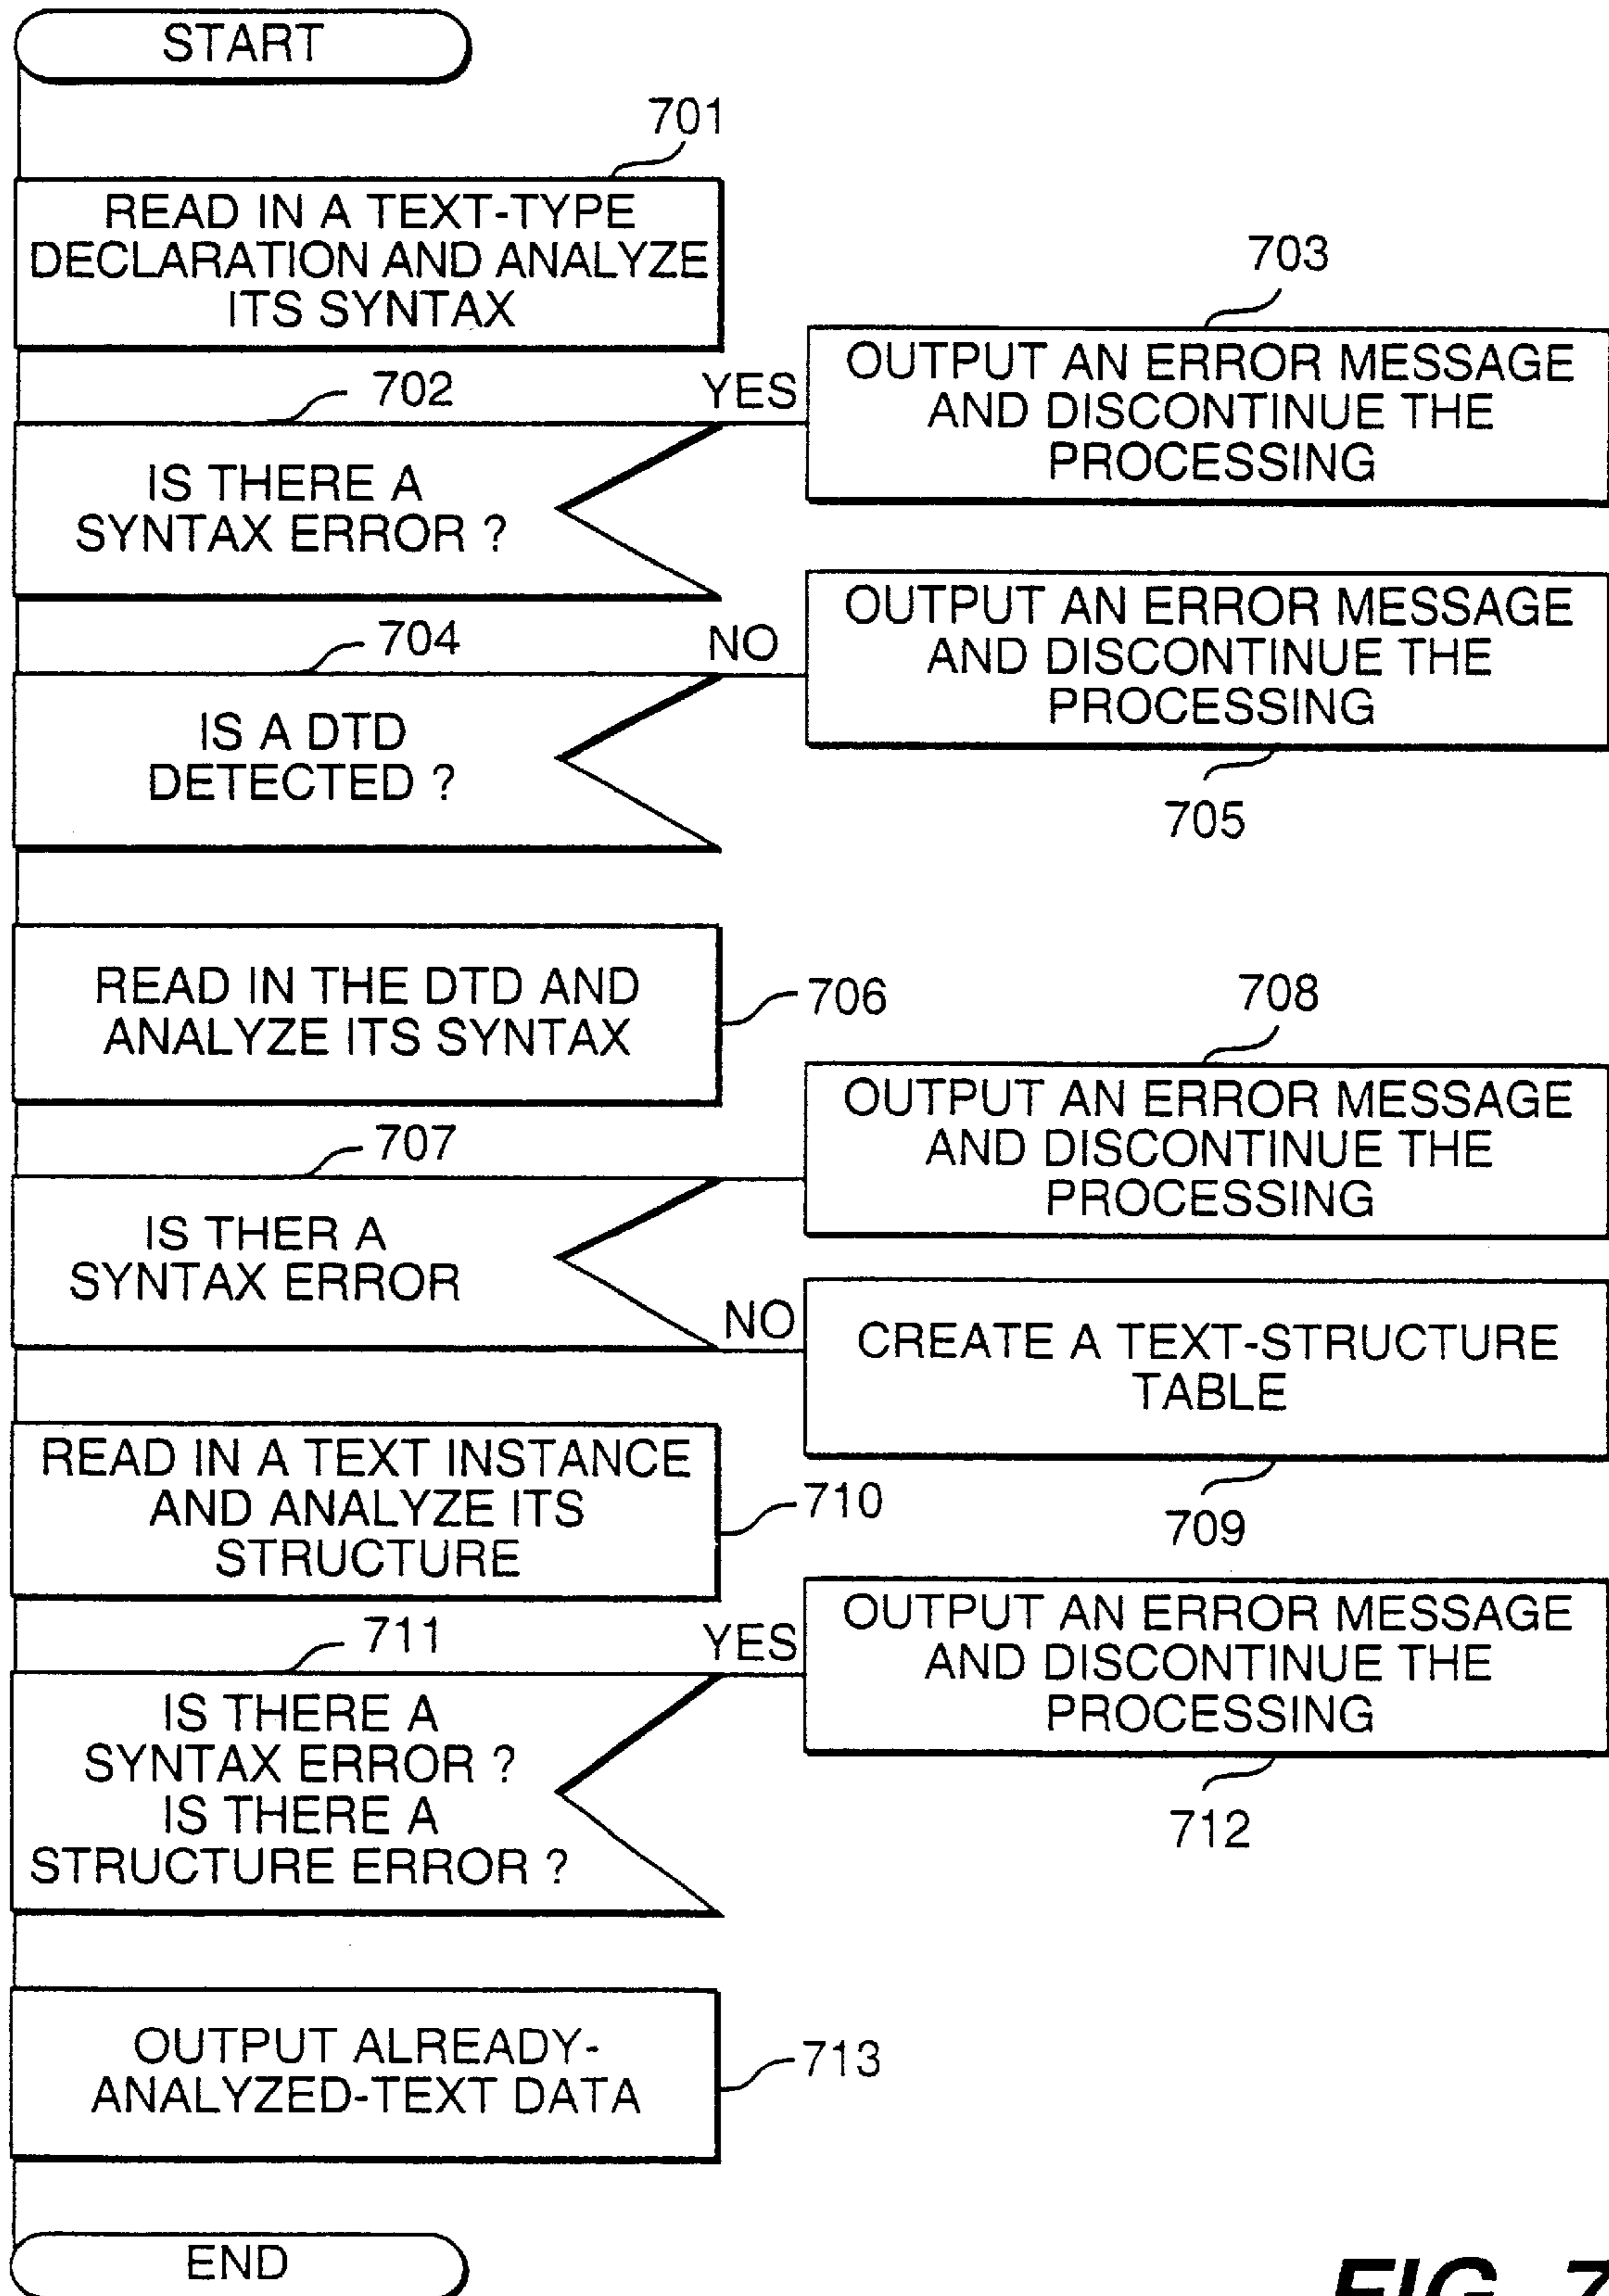 START
701
READ IN A TEXT-TYPE
DECLARATION AND ANALYZE
ITS SYNTAX
703
OUTPUT AN ERROR MESSAGE
AND DISCONTINUE THE
PROCESSING
702
YES
IS THERE A
SYNTAX ERROR ?
704
NO
OUTPUT AN ERROR MESSAGE
AND DISCONTINUE THE
PROCESSING
705
IS A DTD
DETECTED ?
READ IN THE DTD AND
ANALYZE ITS SYNTAX
706
708
OUTPUT AN ERROR MESSAGE
AND DISCONTINUE THE
PROCESSING
707
IS THER A
SYNTAX ERROR
NO
CREATE A TEXT-STRUCTURE
TABLE
709
READ IN A TEXT INSTANCE
AND ANALYZE ITS
STRUCTURE
710
711
YES
OUTPUT AN ERROR MESSAGE
AND DISCONTINUE THE
PROCESSING
712
IS THERE A
SYNTAX ERROR ?
IS THERE A
STRUCTURE ERROR ?
OUTPUT ALREADY-
ANALYZED-TEXT DATA
713
END
FIG. 7